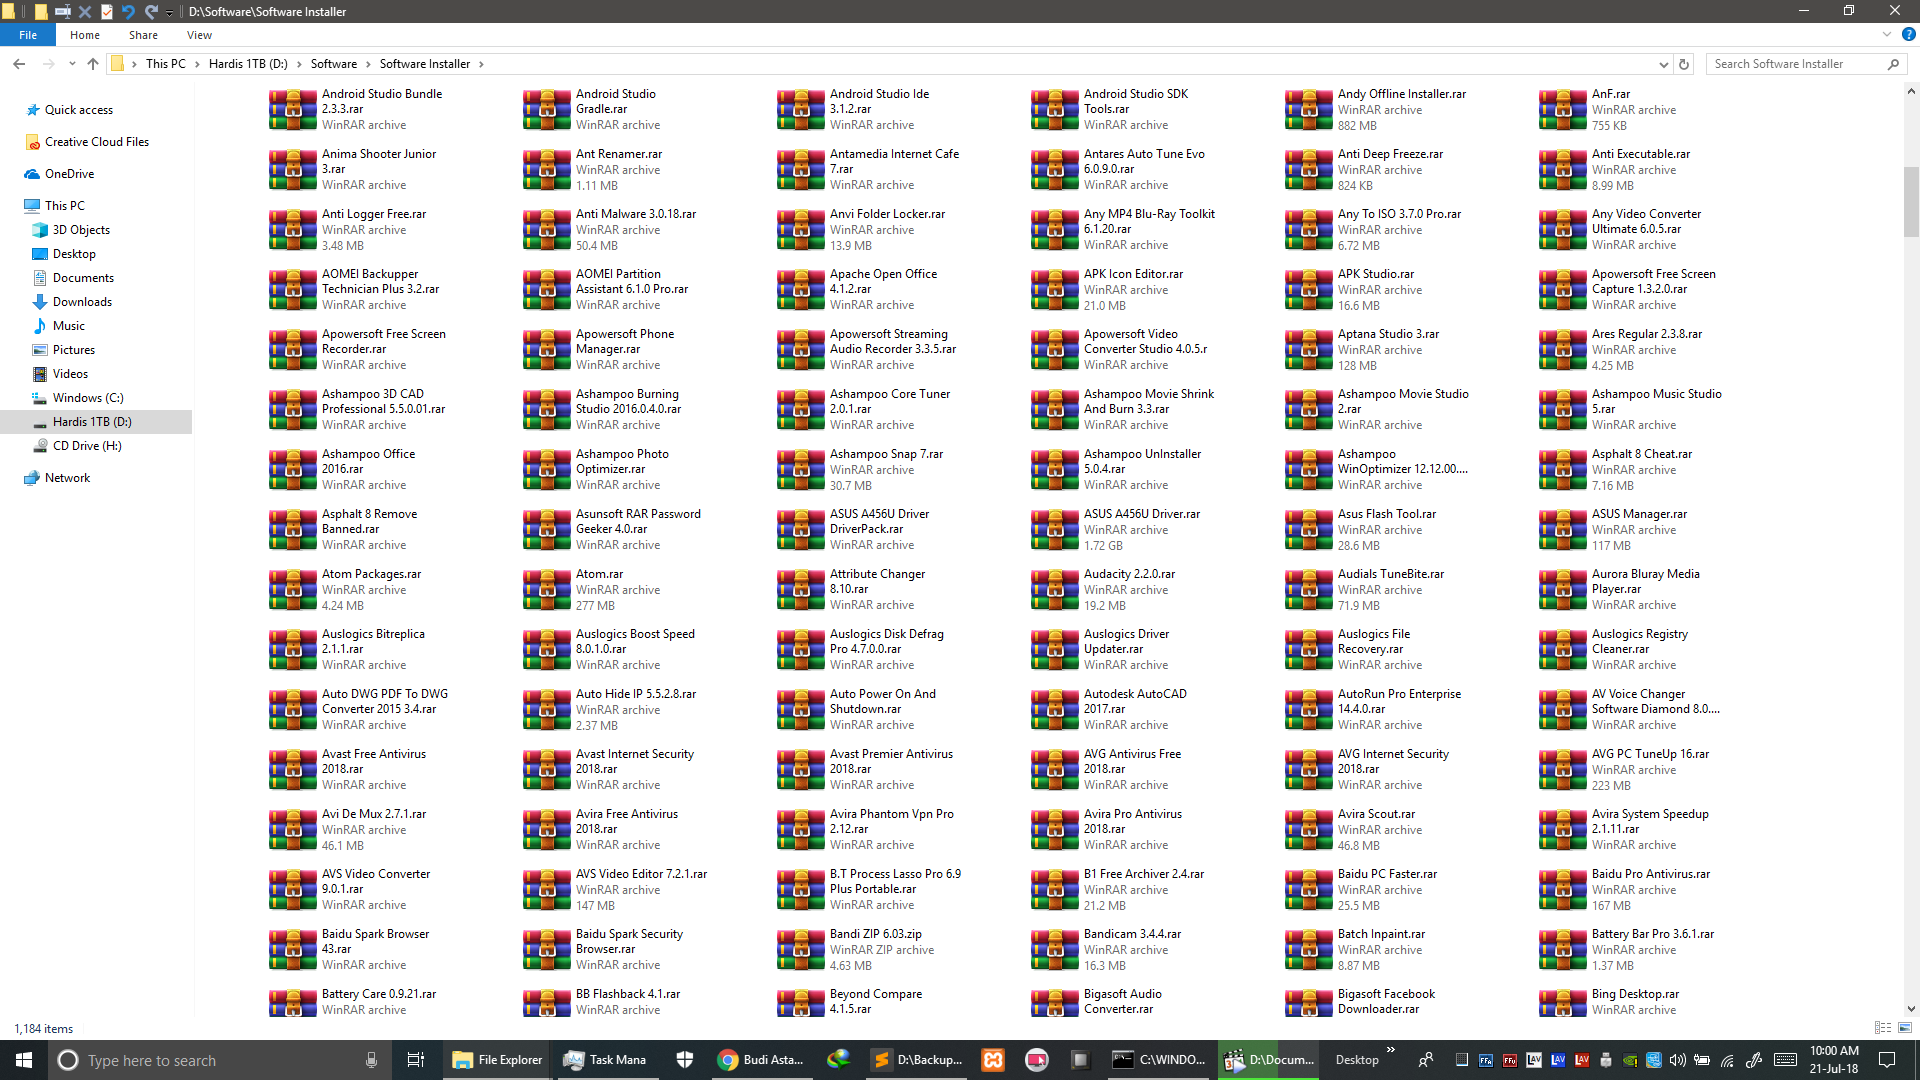 D:\Software\Software Installer
File
Home
Share
View
This PC
Hardis 1TB (D:)
Software
Software Installer
Search Software Installer
Quick access
Creative Cloud Files
OneDrive
This PC
3D Objects
Desktop
Documents
Downloads
Music
Pictures
Videos
Windows (C:)
Hardis 1TB (D:)
CD Drive (H:)
Network
Android Studio Bundle
2.3.3.rar
WinRAR archive
Android Studio
Gradle.rar
WinRAR archive
Android Studio Ide
3.1.2.rar
WinRAR archive
Android Studio SDK
Tools.rar
WinRAR archive
Andy Offline Installer.rar
WinRAR archive
882 MB
AnF.rar
WinRAR archive
755 KB
Anima Shooter Junior
3.rar
WinRAR archive
Ant Renamer.rar
WinRAR archive
1.11 MB
Antamedia Internet Cafe
7.rar
WinRAR archive
Antares Auto Tune Evo
6.0.9.0.rar
WinRAR archive
Anti Deep Freeze.rar
WinRAR archive
824 KB
Anti Executable.rar
WinRAR archive
8.99 MB
Anti Logger Free.rar
WinRAR archive
3.48 MB
Anti Malware 3.0.18.rar
WinRAR archive
50.4 MB
Anvi Folder Locker.rar
WinRAR archive
13.9 MB
Any MP4 Blu-Ray Toolkit
6.1.20.rar
WinRAR archive
Any To ISO 3.7.0 Pro.rar
WinRAR archive
6.72 MB
Any Video Converter
Ultimate 6.0.5.rar
WinRAR archive
AOMEI Backupper
Technician Plus 3.2.rar
WinRAR archive
AOMEI Partition
Assistant 6.1.0 Pro.rar
WinRAR archive
Apache Open Office
4.1.2.rar
WinRAR archive
APK Icon Editor.rar
WinRAR archive
21.0 MB
APK Studio.rar
WinRAR archive
16.6 MB
Apowersoft Free Screen
Capture 1.3.2.0.rar
WinRAR archive
Apowersoft Free Screen
Recorder.rar
WinRAR archive
Apowersoft Phone
Manager.rar
WinRAR archive
Apowersoft Streaming
Audio Recorder 3.3.5.rar
WinRAR archive
Apowersoft Video
Converter Studio 4.0.5.r
WinRAR archive
Aptana Studio 3.rar
WinRAR archive
128 MB
Ares Regular 2.3.8.rar
WinRAR archive
4.25 MB
Ashampoo 3D CAD
Professional 5.5.0.01.rar
WinRAR archive
Ashampoo Burning
Studio 2016.0.4.0.rar
WinRAR archive
Ashampoo Core Tuner
2.0.1.rar
WinRAR archive
Ashampoo Movie Shrink
And Burn 3.3.rar
WinRAR archive
Ashampoo Movie Studio
2.rar
WinRAR archive
Ashampoo Music Studio
5.rar
WinRAR archive
Ashampoo Office
2016.rar
WinRAR archive
Ashampoo Photo
Optimizer.rar
WinRAR archive
Ashampoo Snap 7.rar
WinRAR archive
30.7 MB
Ashampoo UnInstaller
5.0.4.rar
WinRAR archive
Ashampoo
WinOptimizer 12.12.00....
WinRAR archive
Asphalt 8 Cheat.rar
WinRAR archive
7.16 MB
Asphalt 8 Remove
Banned.rar
WinRAR archive
Asunsoft RAR Password
Geeker 4.0.rar
WinRAR archive
ASUS A456U Driver
DriverPack.rar
WinRAR archive
ASUS A456U Driver.rar
WinRAR archive
1.72 GB
Asus Flash Tool.rar
WinRAR archive
28.6 MB
ASUS Manager.rar
WinRAR archive
117 MB
Atom Packages.rar
WinRAR archive
4.24 MB
Atom.rar
WinRAR archive
277 MB
Attribute Changer
8.10.rar
WinRAR archive
Audacity 2.2.0.rar
WinRAR archive
19.2 MB
Audials TuneBite.rar
WinRAR archive
71.9 MB
Aurora Bluray Media
Player.rar
WinRAR archive
Auslogics Bitreplica
2.1.1.rar
WinRAR archive
Auslogics Boost Speed
8.0.1.0.rar
WinRAR archive
Auslogics Disk Defrag
Pro 4.7.0.0.rar
WinRAR archive
Auslogics Driver
Updater.rar
WinRAR archive
Auslogics File
Recovery.rar
WinRAR archive
Auslogics Registry
Cleaner.rar
WinRAR archive
Auto DWG PDF To DWG
Converter 2015 3.4.rar
WinRAR archive
Auto Hide IP 5.5.2.8.rar
WinRAR archive
2.37 MB
Auto Power On And
Shutdown.rar
WinRAR archive
Autodesk AutoCAD
2017.rar
WinRAR archive
AutoRun Pro Enterprise
14.4.0.rar
WinRAR archive
AV Voice Changer
Software Diamond 8.0....
WinRAR archive
Avast Free Antivirus
2018.rar
WinRAR archive
Avast Internet Security
2018.rar
WinRAR archive
Avast Premier Antivirus
2018.rar
WinRAR archive
AVG Antivirus Free
2018.rar
WinRAR archive
AVG Internet Security
2018.rar
WinRAR archive
AVG PC TuneUp 16.rar
WinRAR archive
223 MB
Avi De Mux 2.7.1.rar
WinRAR archive
46.1 MB
Avira Free Antivirus
2018.rar
WinRAR archive
Avira Phantom Vpn Pro
2.12.rar
WinRAR archive
Avira Pro Antivirus
2018.rar
WinRAR archive
Avira Scout.rar
WinRAR archive
46.8 MB
Avira System Speedup
2.1.11.rar
WinRAR archive
AVS Video Converter
9.0.1.rar
WinRAR archive
AVS Video Editor 7.2.1.rar
WinRAR archive
147 MB
B.T Process Lasso Pro 6.9
Plus Portable.rar
WinRAR archive
B1 Free Archiver 2.4.rar
WinRAR archive
21.2 MB
Baidu PC Faster.rar
WinRAR archive
25.5 MB
Baidu Pro Antivirus.rar
WinRAR archive
167 MB
Baidu Spark Browser
43.rar
WinRAR archive
Baidu Spark Security
Browser.rar
WinRAR archive
Bandi ZIP 6.03.zip
WinRAR ZIP archive
4.63 MB
Bandicam 3.4.4.rar
WinRAR archive
16.3 MB
Batch Inpaint.rar
WinRAR archive
8.87 MB
Battery Bar Pro 3.6.1.rar
WinRAR archive
1.37 MB
Battery Care 0.9.21.rar
WinRAR archive
BB Flashback 4.1.rar
WinRAR archive
Beyond Compare
4.1.5.rar
Bigasoft Audio
Converter.rar
Bigasoft Facebook
Downloader.rar
Bing Desktop.rar
WinRAR archive
1,184 items
Type here to search
File Explorer
Task Mana
Budi Asta...
D:\Backup...
C:\WINDO...
D:\Docum...
Desktop
FFa
FFu
LAV
LAV
LAV
10:00 AM
21-Jul-18